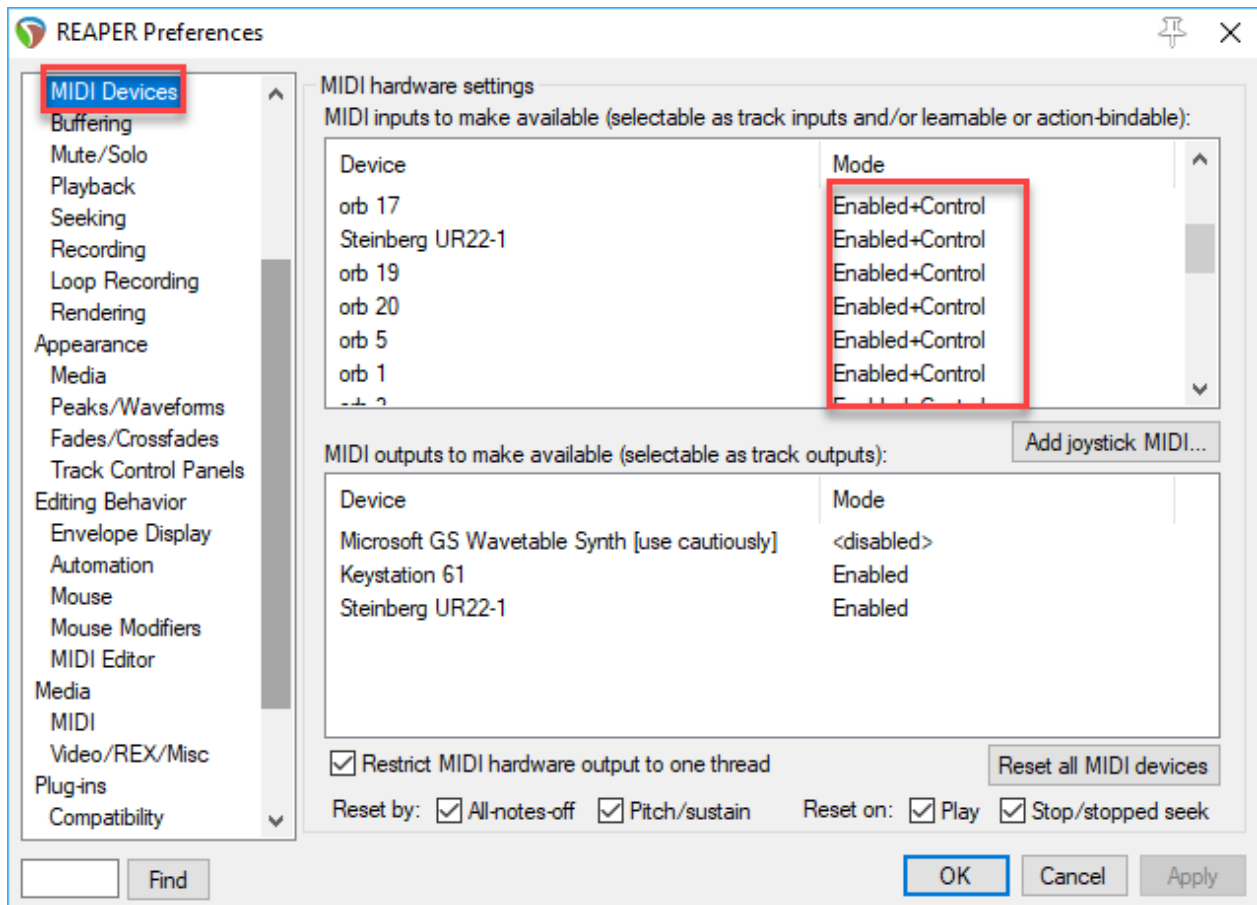 REAPER Preferences
MIDI Devices
Buffering
Mute/Solo
Playback
Seeking
Recording
Loop Recording
Rendering
Appearance
Media
Peaks/Waveforms
Fades/Crossfades
Track Control Panels
Editing Behavior
Envelope Display
Automation
Mouse
Mouse Modifiers
MIDI Editor
Media
MIDI
Video/REX/Misc
Plug-ins
Compatibility
Find
MIDI hardware settings
MIDI inputs to make available (selectable as track inputs and/or learnable or action-bindable):
Device Mode
orb 17 Enabled+Control
Steinberg UR22-1 Enabled+Control
orb 19 Enabled+Control
orb 20 Enabled+Control
orb 5 Enabled+Control
orb 1 Enabled+Control
Add joystick MIDI...
MIDI outputs to make available (selectable as track outputs):
Device Mode
Microsoft GS Wavetable Synth [use cautiously] <disabled>
Keystation 61 Enabled
Steinberg UR22-1 Enabled
Restrict MIDI hardware output to one thread Reset all MIDI devices
Reset by: All-notes-off Pitch/sustain Reset on: Play Stop/stopped seek
OK Cancel Apply